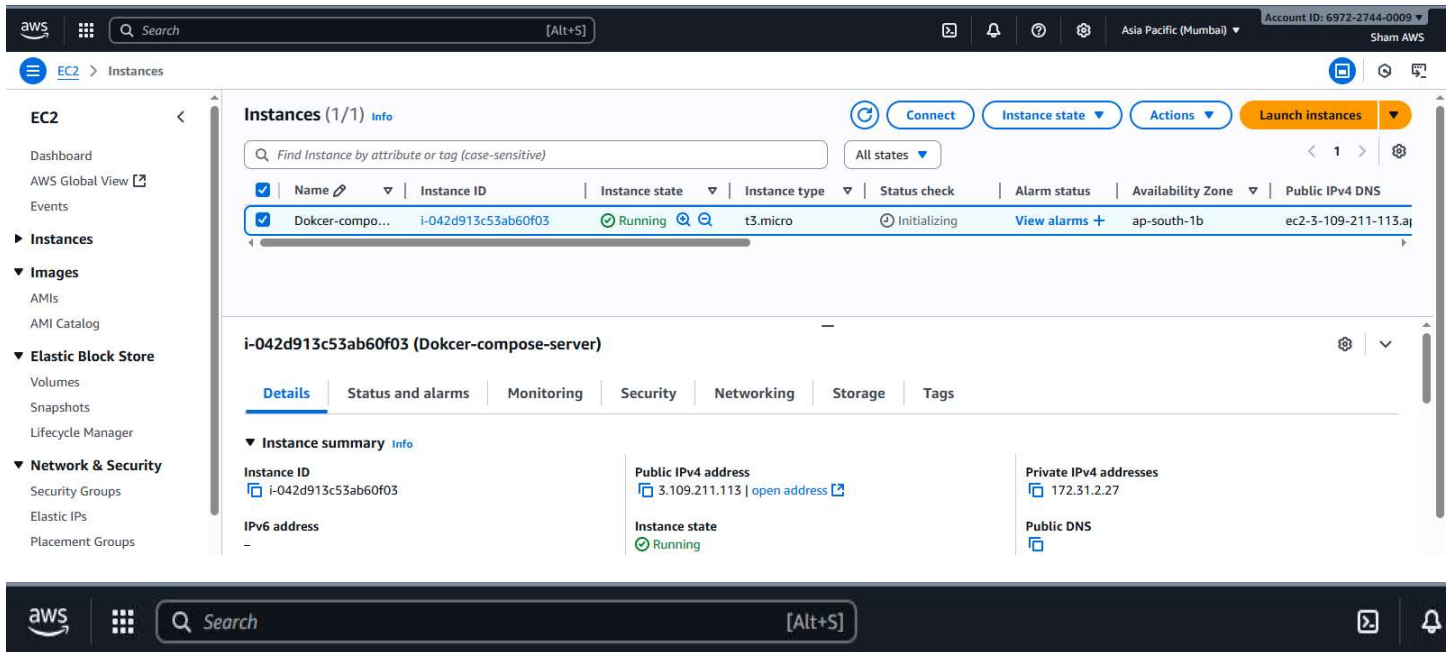 aws Search [Alt+S] Asia Pacific (Mumbai) Account ID: 6972-2744-0009
Sham AWS
EC2 > Instances
EC2
Dashboard
AWS Global View
Events
Instances
Images
AMIs
AMI Catalog
Elastic Block Store
Volumes
Snapshots
Lifecycle Manager
Network & Security
Security Groups
Elastic IPs
Placement Groups
Instances (1/1) Info Connect Instance state Actions Launch instances
Find Instance by attribute or tag (case-sensitive) All states 1
Name Instance ID Instance state Instance type Status check Alarm status Availability Zone Public IPv4 DNS
Dokcer-compo... i-042d913c53ab60f03 Running t3.micro Initializing View alarms + ap-south-1b ec2-3-109-211-113.ap
i-042d913c53ab60f03 (Dokcer-compose-server)
Details Status and alarms Monitoring Security Networking Storage Tags
Instance summary Info
Instance ID Public IPv4 address Private IPv4 addresses
i-042d913c53ab60f03 3.109.211.113 | open address 172.31.2.27
IPv6 address Instance state Public DNS
– Running
aws Search [Alt+S]